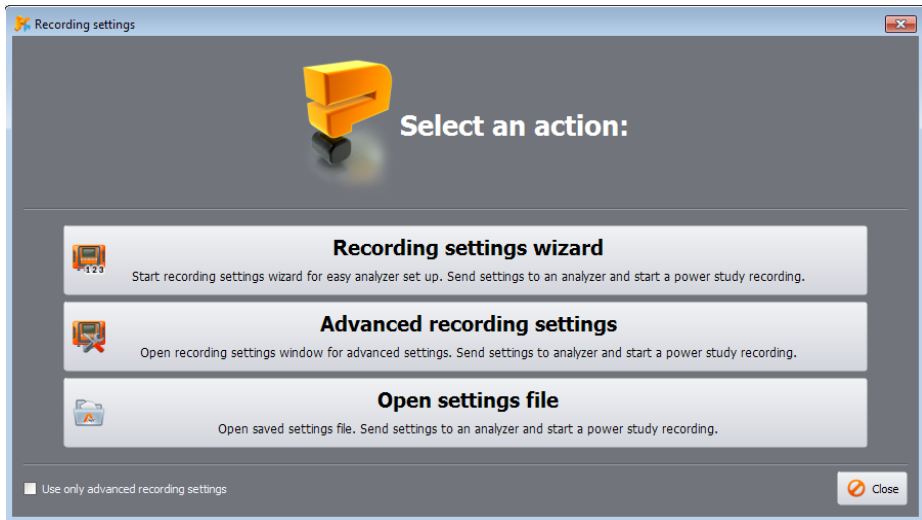 Recording settings
Select an action:
123
Recording settings wizard
Start recording settings wizard for easy analyzer set up. Send settings to an analyzer and start a power study recording.
Advanced recording settings
Open recording settings window for advanced settings. Send settings to analyzer and start a power study recording.
Open settings file
Open saved settings file. Send settings to an analyzer and start a power study recording.
Use only advanced recording settings
Close